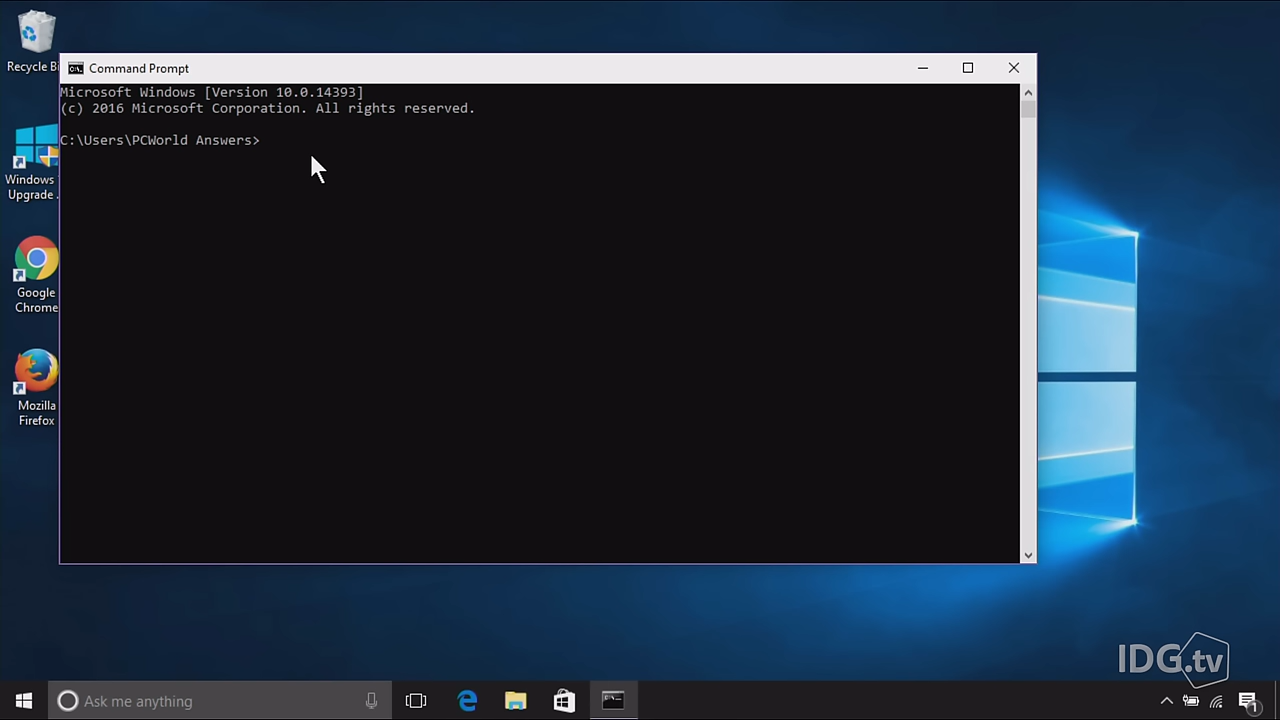 Recycle Bi
Command Prompt
Microsoft Windows [Version 10.0.14393]
(c) 2016 Microsoft Corporation. All rights reserved.
C:\Users\PCWorld Answers>
Windows
Upgrade .
Google
Chrome
Mozilla
Firefox
IDG.tv
Ask me anything
1